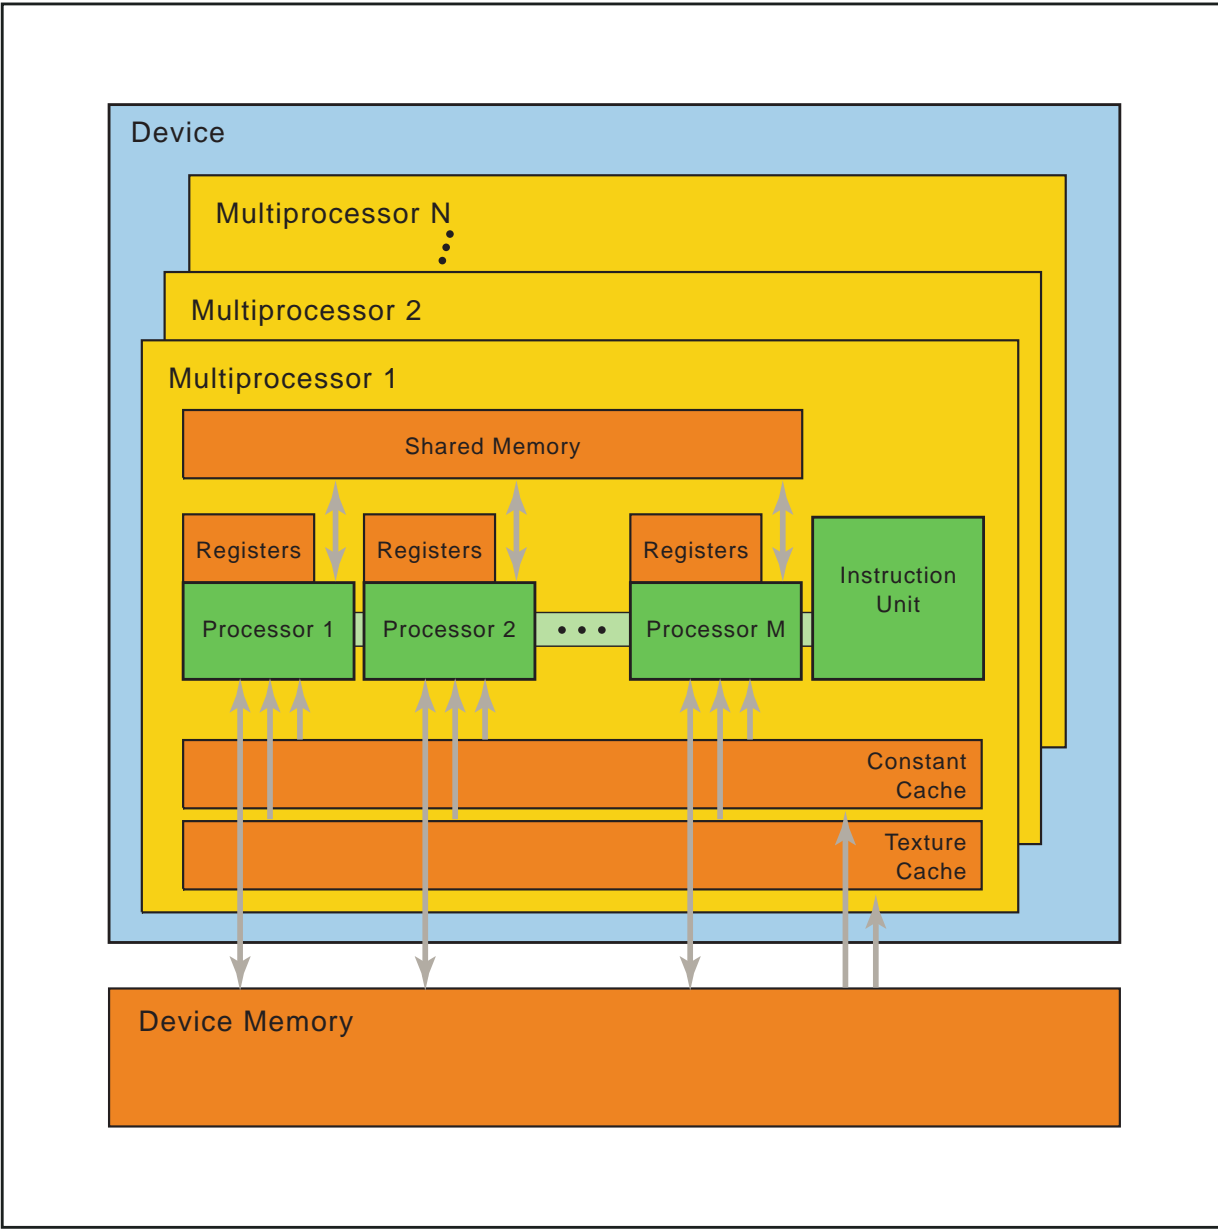 Device
Multiprocessor N
Multiprocessor 2
Multiprocessor 1
Shared Memory
Registers
Registers
Registers
Instruction
Unit
Processor 1
Processor 2
Processor M
Constant
Cache
Texture
Cache
Device Memory